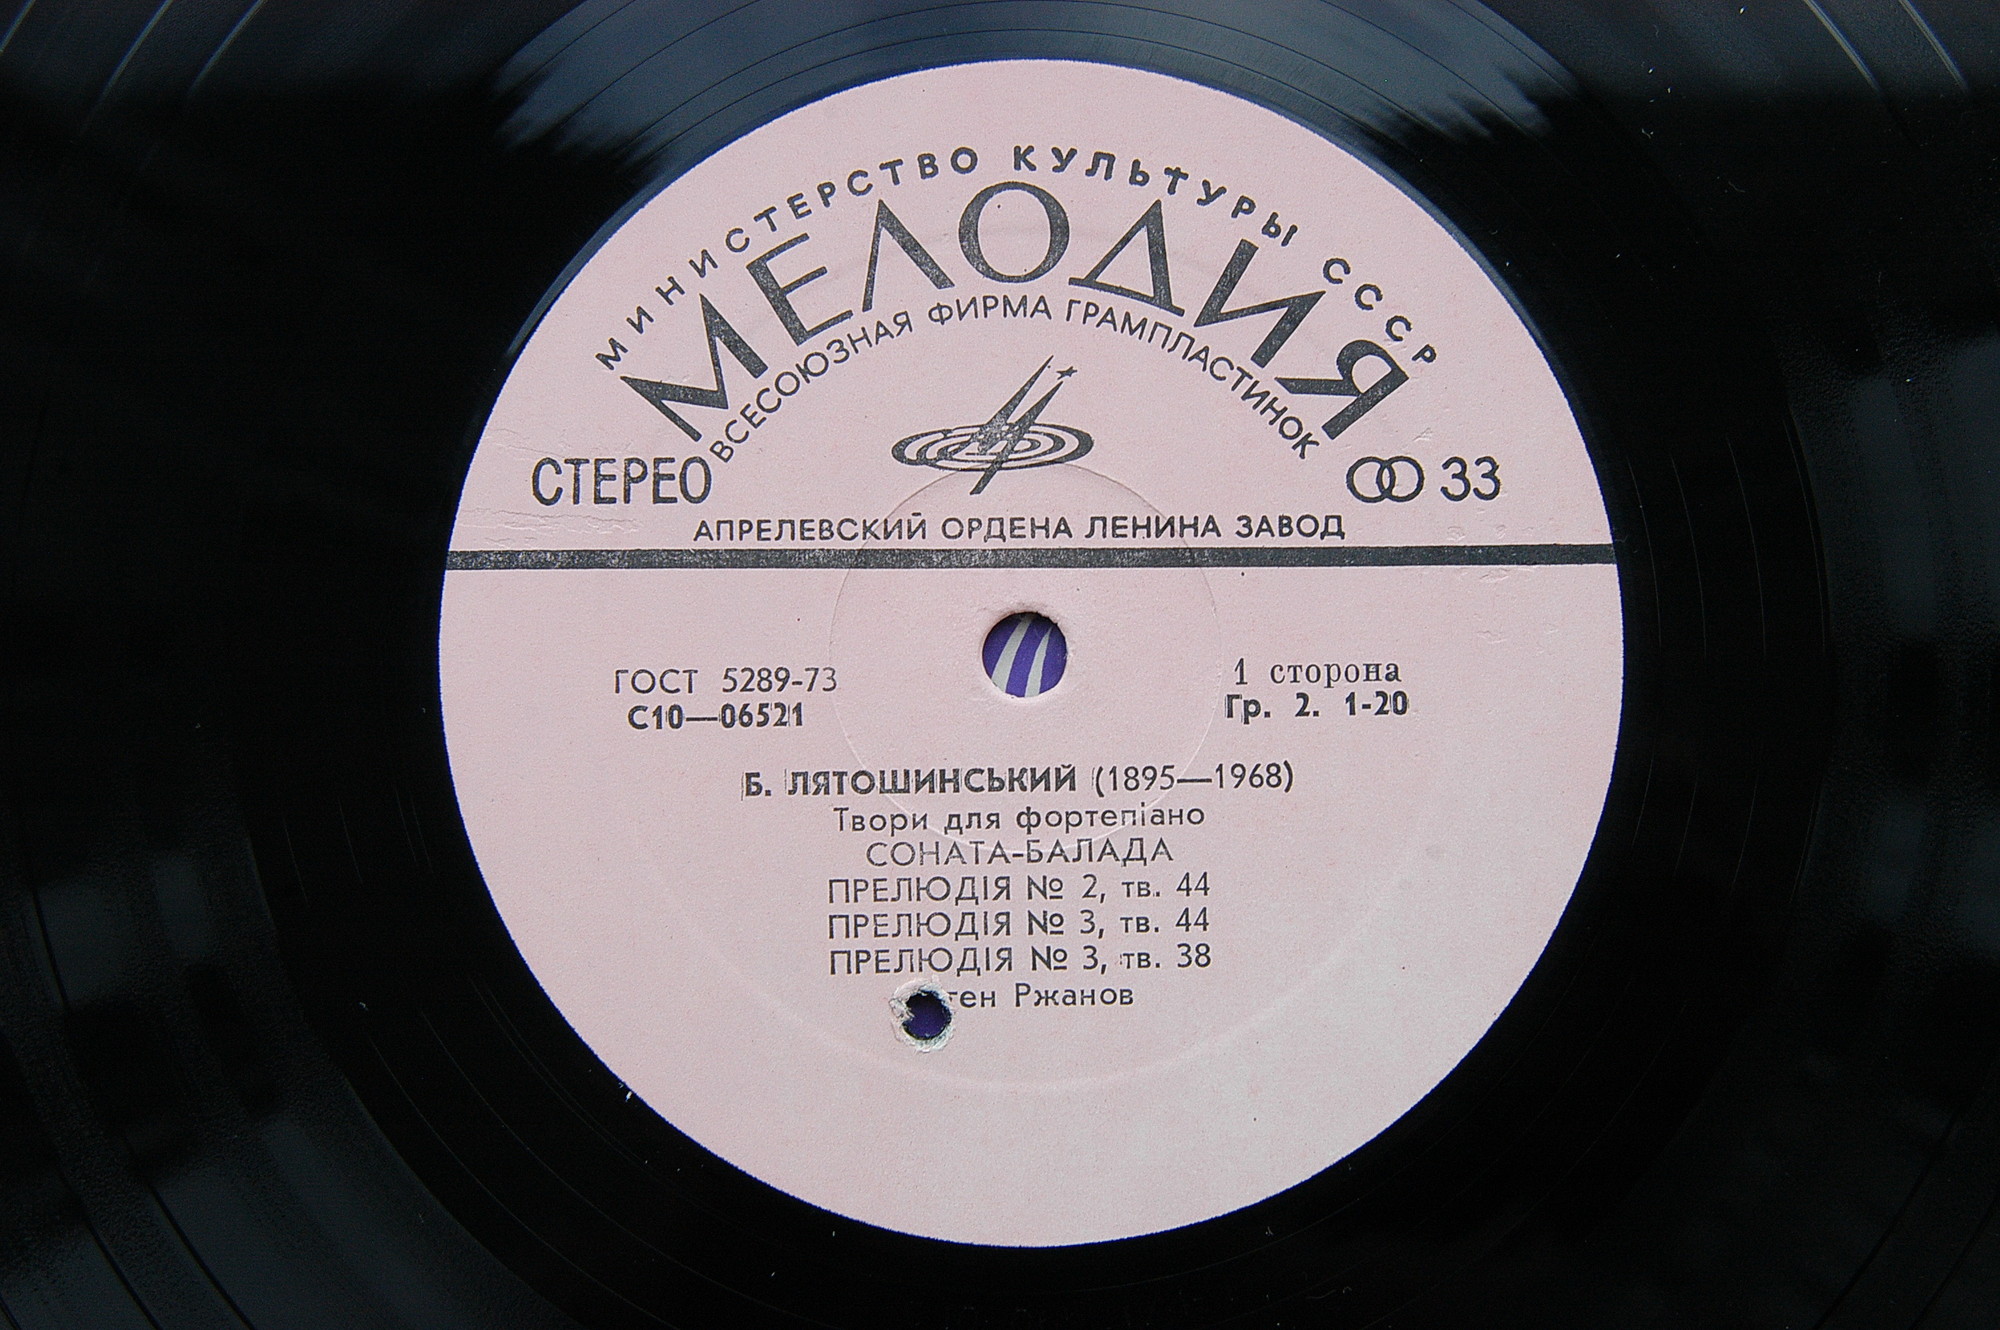 МИНИСТЕРСТВО КУЛЬТУРЫ СССР
МЕЛОДИЯ
ВСЕСОЮЗНАЯ ФИРМА ГРАМПЛАСТИНОК
СТЕРЕО
33
АПРЕЛЕВСКИЙ ОРДЕНА ЛЕНИНА ЗАВОД
ГОСТ 5289-73
С10—06521
1 сторона
Гр. 2. 1-20
Б. ЛЯТОШИНСЬКИЙ (1895—1968)
Твори для фортепіано
СОНАТА-БАЛАДА
ПРЕЛЮДІЯ № 2, тв. 44
ПРЕЛЮДІЯ № 3, тв. 44
ПРЕЛЮДІЯ № 3, тв. 38
Ржанов